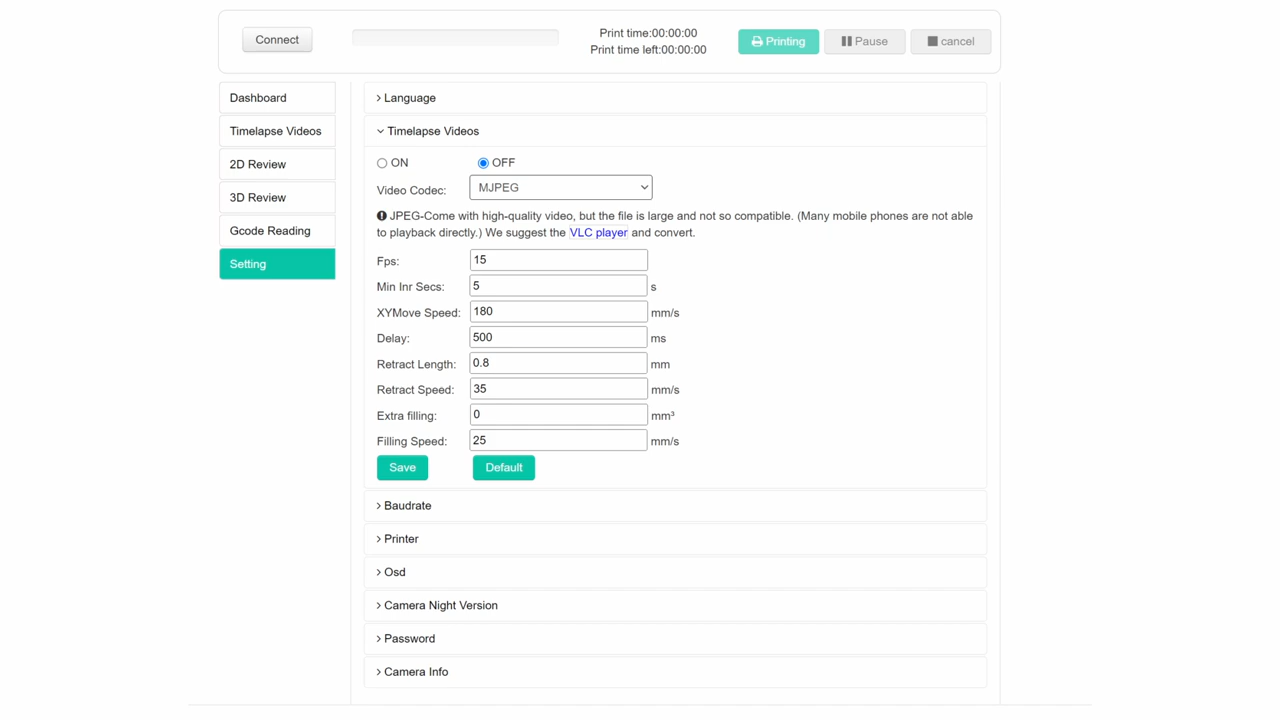 Connect
Print time:00:00:00
Print time left:00:00:00
Printing
Pause
cancel
Dashboard
Timelapse Videos
2D Review
3D Review
Gcode Reading
Setting
Language
Timelapse Videos
ON
OFF
Video Codec:
MJPEG
JPEG-Come with high-quality video, but the file is large and not so compatible. (Many mobile phones are not able
to playback directly.) We suggest the VLC player and convert.
Fps: 15
Min Inr Secs: 5 s
XYMove Speed: 180 mm/s
Delay: 500 ms
Retract Length: 0.8 mm
Retract Speed: 35 mm/s
Extra filling: 0 mm³
Filling Speed: 25 mm/s
Save
Default
Baudrate
Printer
Osd
Camera Night Version
Password
Camera Info